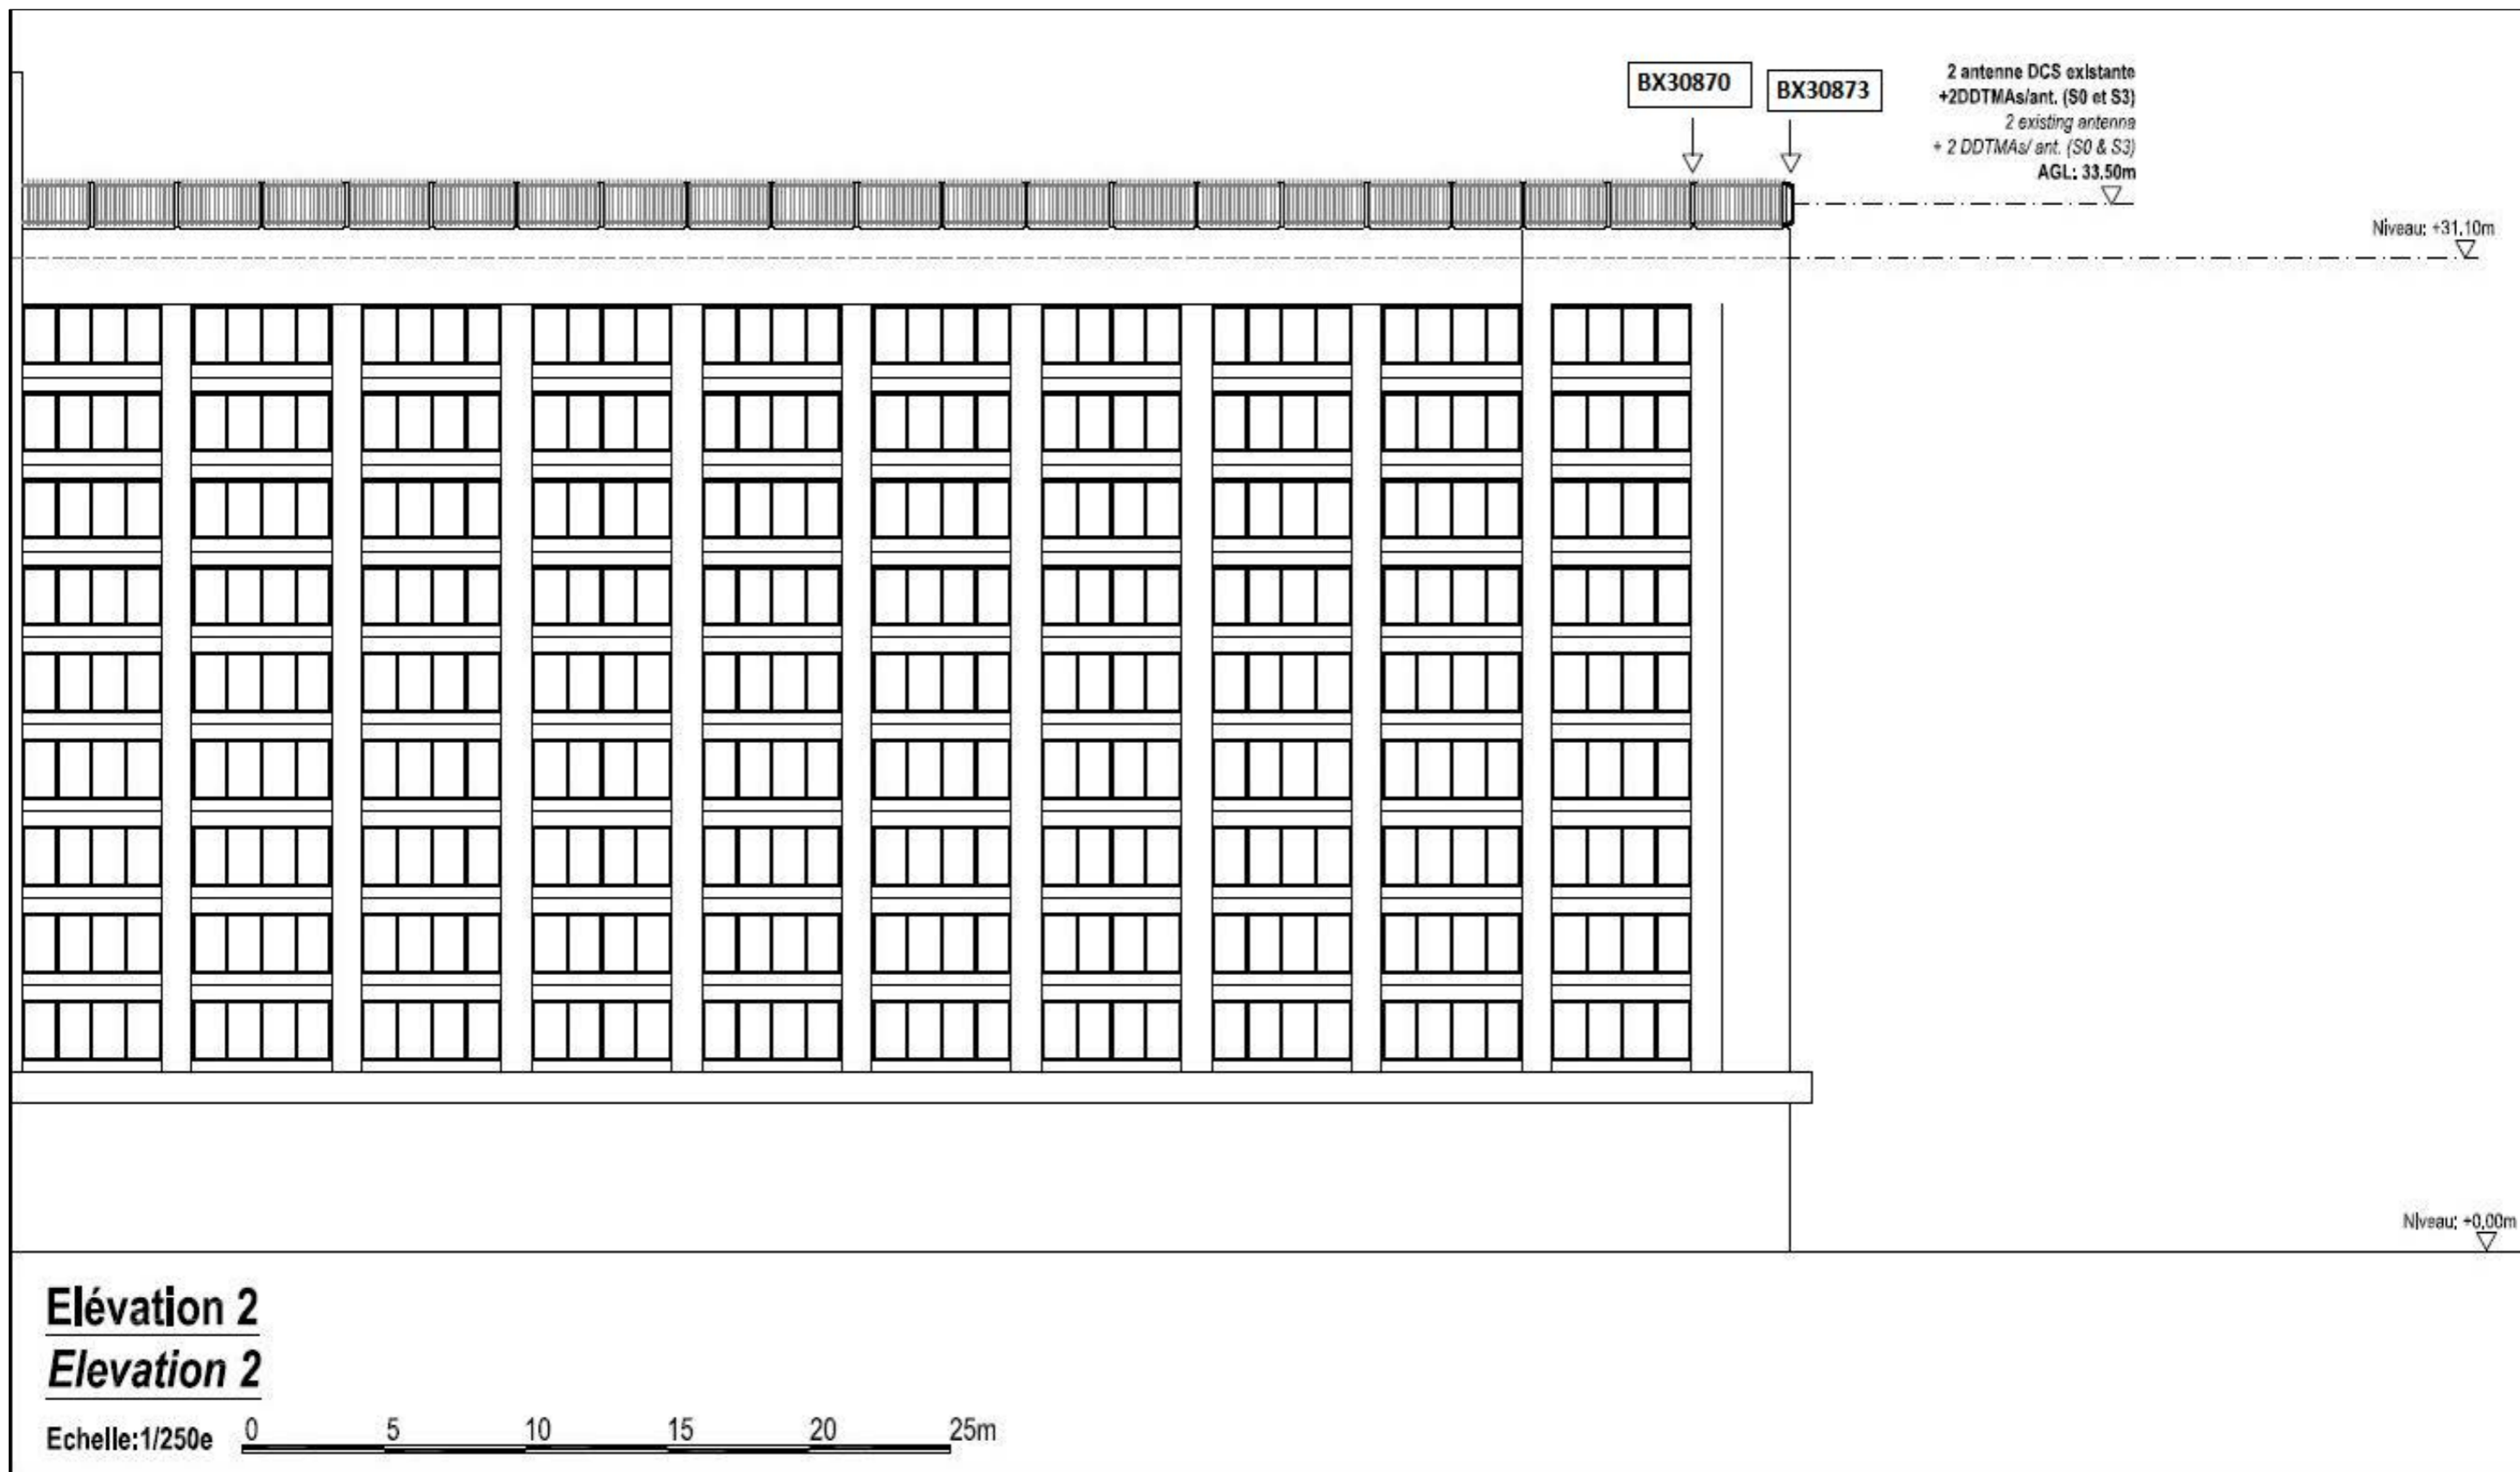 BX30870
BX30873
2 antenne DCS existante
+2DDTMAs/ant. (S0 et S3)
2 existing antenna
+ 2 DDTMAs/ ant. (S0 & S3)
AGL: 33.50m
Niveau: +31.10m
Niveau: +0.00m
Elévation 2
Elevation 2
Echelle:1/250e
0 5 10 15 20 25m